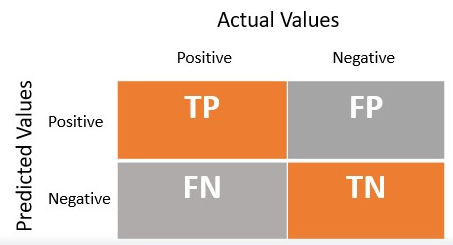 Actual Values
Positive Negative
Predicted Values
Positive TP FP
Negative FN TN